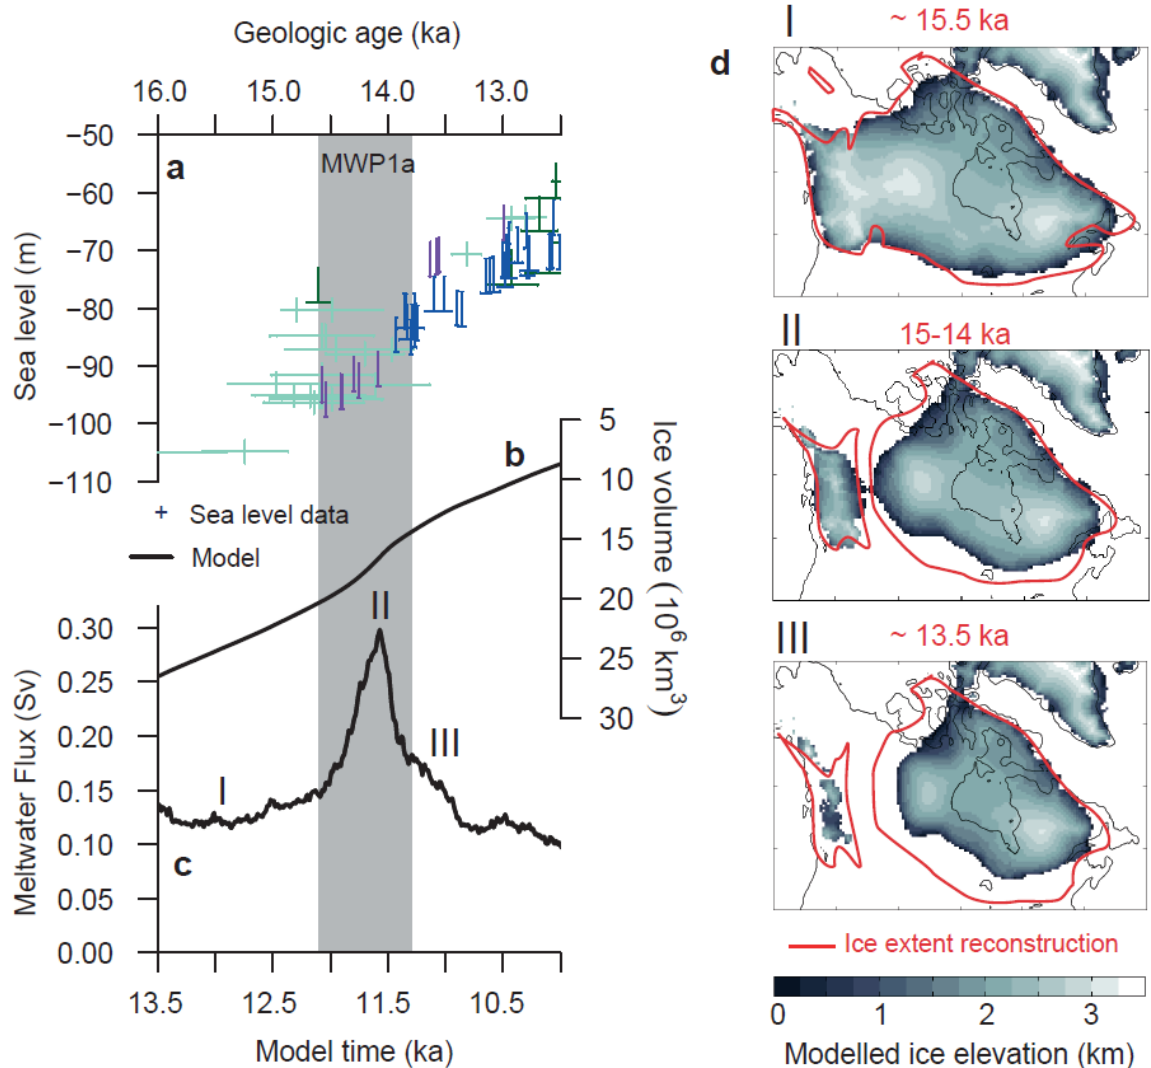 Geologic age (ka)
16.0 15.0 14.0 13.0
a
MWP1a
Sea level (m)
−50
−60
−70
−80
−90
−100
−110
Sea level data
Model
b
Ice volume (10⁶ km³)
5
10
15
20
25
30
Meltwater Flux (Sv)
0.30
0.25
0.20
0.15
0.10
0.05
0.00
I
II
III
c
13.5 12.5 11.5 10.5
Model time (ka)
d
I ~ 15.5 ka
II 15-14 ka
III ~ 13.5 ka
Ice extent reconstruction
0 1 2 3
Modelled ice elevation (km)